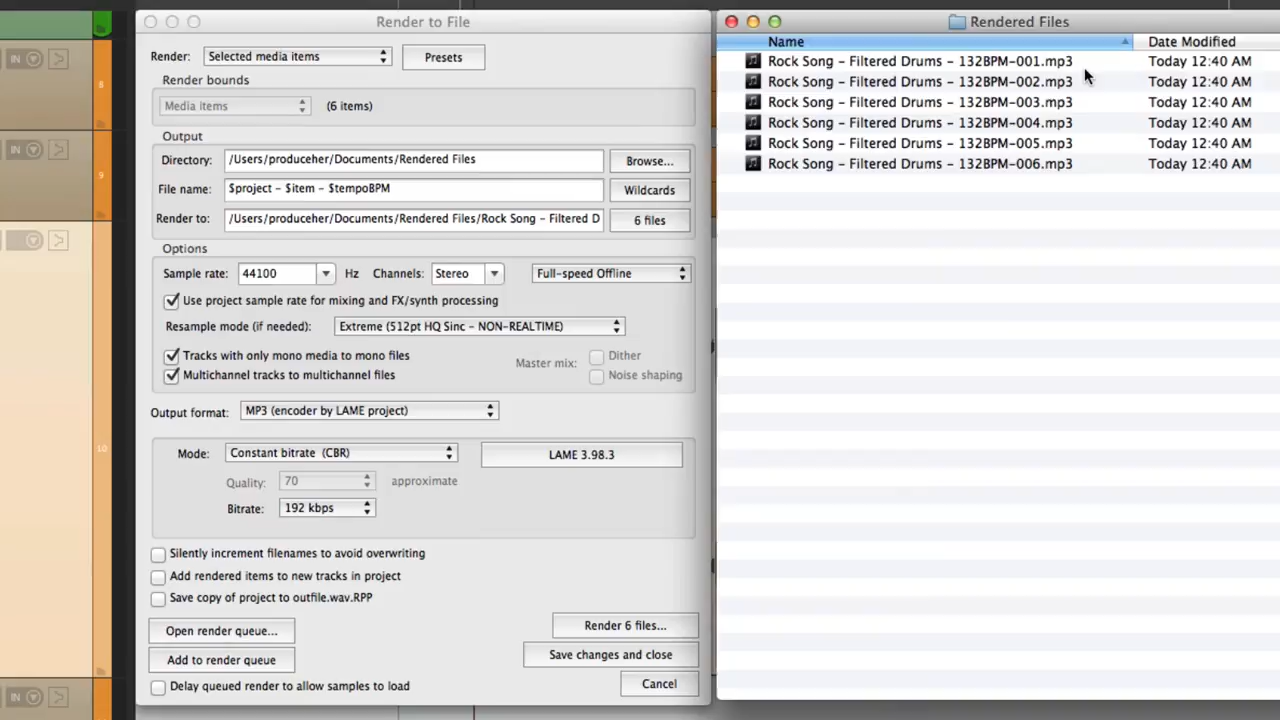 IN
8
IN
9
10
IN
Render to File
Render: Selected media items Presets
Render bounds
Media items (6 items)
Output
Directory: /Users/produceher/Documents/Rendered Files Browse...
File name: $project - $item - $tempoBPM Wildcards
Render to: /Users/produceher/Documents/Rendered Files/Rock Song - Filtered D 6 files
Options
Sample rate: 44100 Hz Channels: Stereo Full-speed Offline
Use project sample rate for mixing and FX/synth processing
Resample mode (if needed): Extreme (512pt HQ Sinc - NON-REALTIME)
Tracks with only mono media to mono files
Multichannel tracks to multichannel files
Master mix: Dither
Noise shaping
Output format: MP3 (encoder by LAME project)
Mode: Constant bitrate (CBR) LAME 3.98.3
Quality: 70 approximate
Bitrate: 192 kbps
Silently increment filenames to avoid overwriting
Add rendered items to new tracks in project
Save copy of project to outfile.wav.RPP
Open render queue... Render 6 files...
Add to render queue Save changes and close
Delay queued render to allow samples to load Cancel
Rendered Files
Name Date Modified
Rock Song - Filtered Drums - 132BPM-001.mp3 Today 12:40 AM
Rock Song - Filtered Drums - 132BPM-002.mp3 Today 12:40 AM
Rock Song - Filtered Drums - 132BPM-003.mp3 Today 12:40 AM
Rock Song - Filtered Drums - 132BPM-004.mp3 Today 12:40 AM
Rock Song - Filtered Drums - 132BPM-005.mp3 Today 12:40 AM
Rock Song - Filtered Drums - 132BPM-006.mp3 Today 12:40 AM